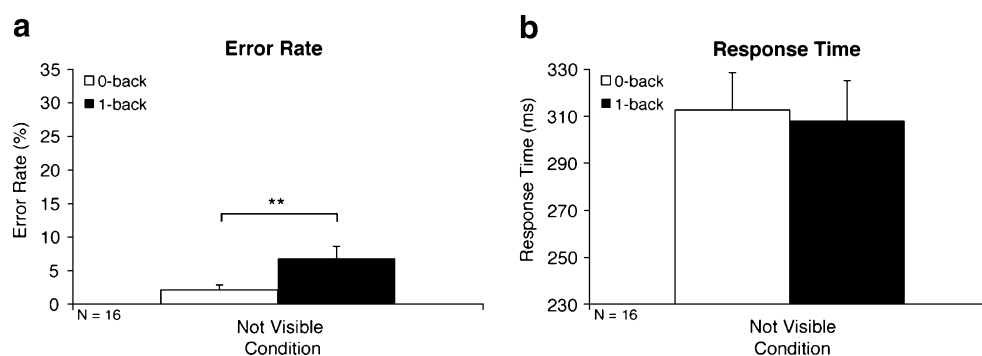 a
Error Rate
35
30
25
20
15
10
5
0
Error Rate (%)
0-back
1-back
**
N = 16
Not Visible
Condition
b
Response Time
330
310
290
270
250
230
Response Time (ms)
0-back
1-back
N = 16
Not Visible
Condition